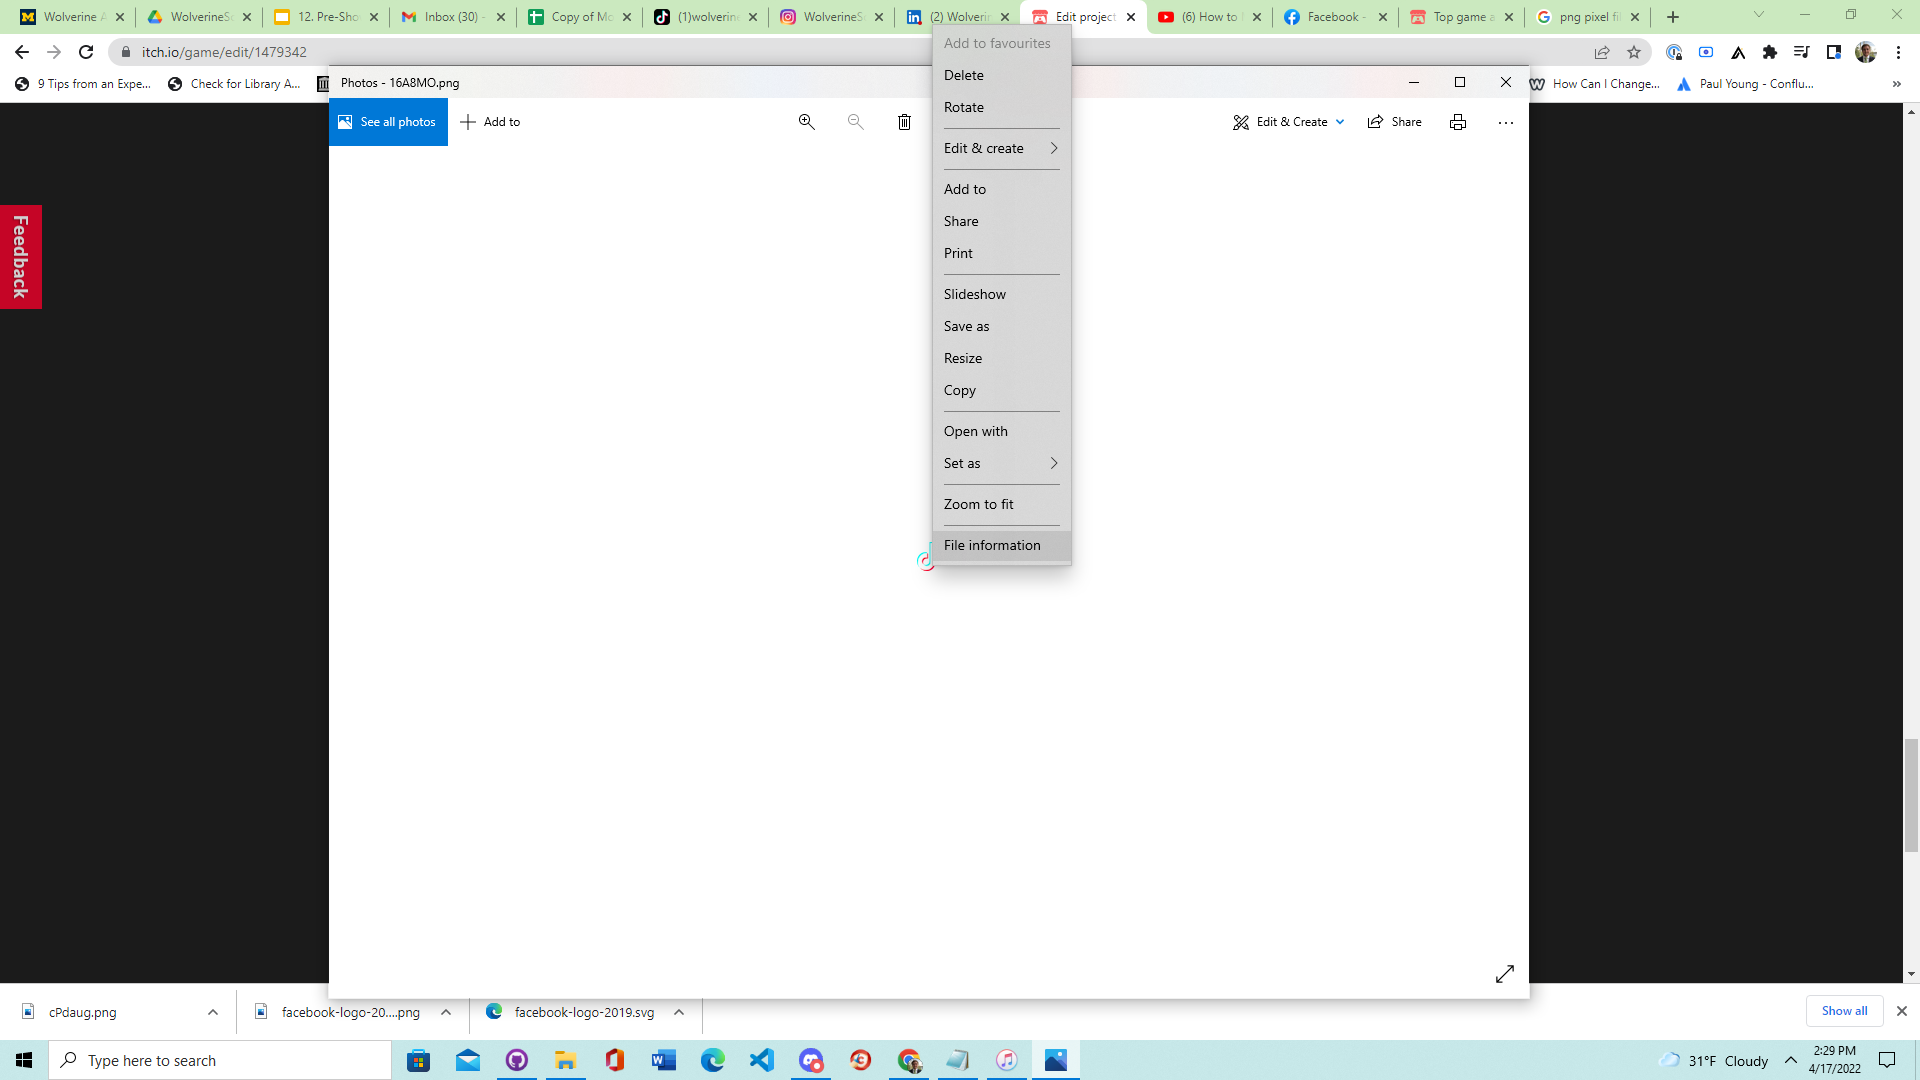 Wolverine A
WolverineSo
12. Pre-Sho
Inbox (30) -
Copy of Mo
(1)wolverine
WolverineS
(2) Wolverin
Edit project
(6) How to
Facebook -
Top game a
png pixel fi
itch.io/game/edit/1479342
9 Tips from an Expe...
Check for Library A...
How Can I Change...
Paul Young - Conflu...
»
Photos - 16A8MO.png
See all photos
Add to
Edit & Create
Share
Feedback
Add to favourites
Delete
Rotate
Edit & create
Add to
Share
Print
Slideshow
Save as
Resize
Copy
Open with
Set as
Zoom to fit
File information
cPdaug.png
facebook-logo-20....png
facebook-logo-2019.svg
Show all
Type here to search
31°F Cloudy
2:29 PM
4/17/2022